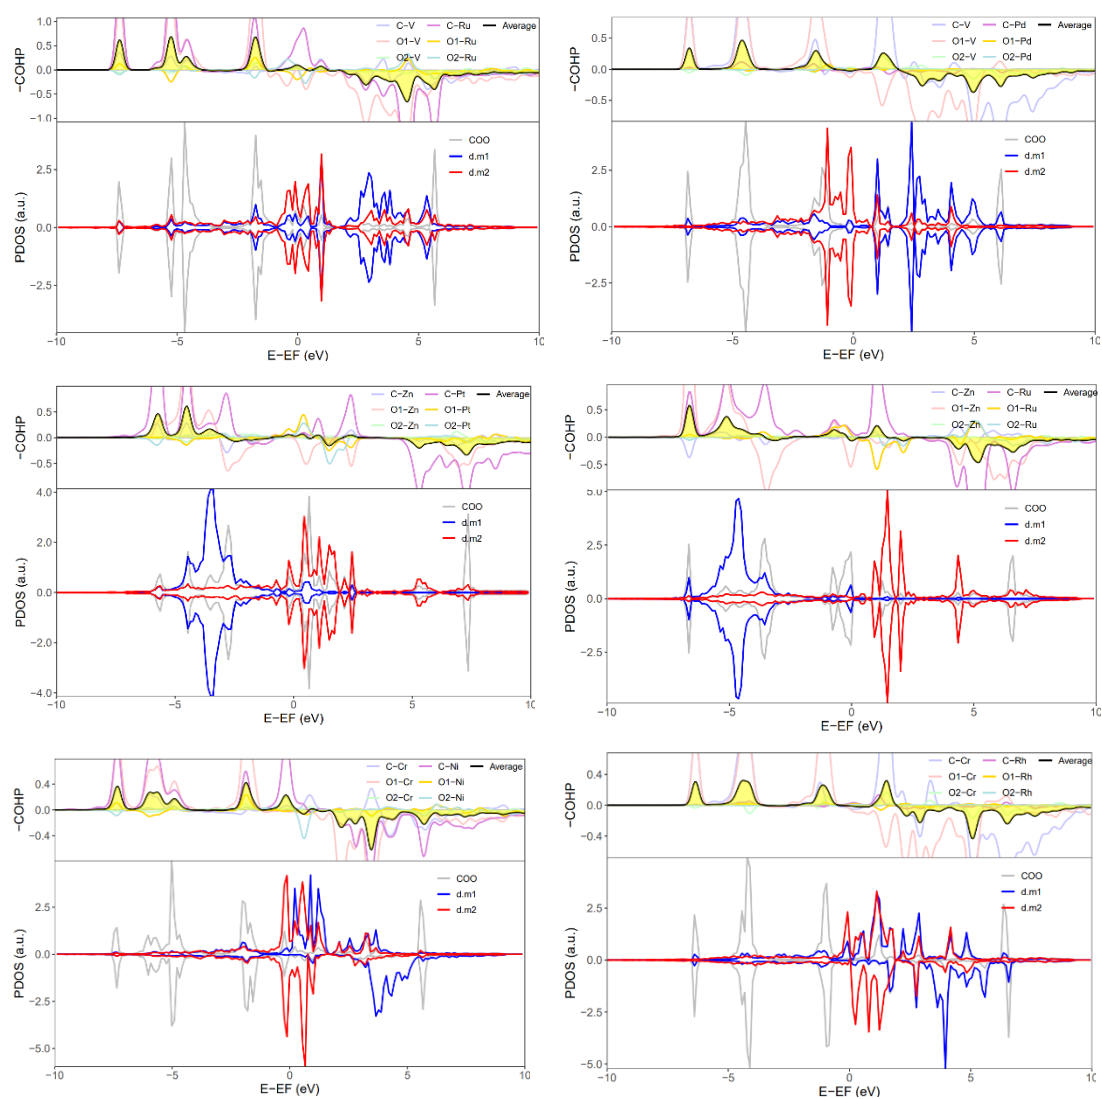 1.0
0.5
0.0
−0.5
−1.0
−COHP
C−V C−Ru Average
O1−V O1−Ru
O2−V O2−Ru
2.5
0.0
−2.5
PDOS (a.u.)
COO
d.m1
d.m2
−10 −5 0 5 10
E−EF (eV)
0.5
0.0
−0.5
−COHP
C−V C−Pd Average
O1−V O1−Pd
O2−V O2−Pd
2.5
0.0
−2.5
PDOS (a.u.)
COO
d.m1
d.m2
−10 −5 0 5 10
E−EF (eV)
0.5
0.0
−0.5
−COHP
C−Zn C−Pt Average
O1−Zn O1−Pt
O2−Zn O2−Pt
4.0
2.0
0.0
−2.0
−4.0
PDOS (a.u.)
COO
d.m1
d.m2
−10 −5 0 5 10
E−EF (eV)
0.5
0.0
−0.5
−COHP
C−Zn C−Ru Average
O1−Zn O1−Ru
O2−Zn O2−Ru
5.0
2.5
0.0
−2.5
PDOS (a.u.)
COO
d.m1
d.m2
−10 −5 0 5 10
E−EF (eV)
0.4
0.0
−0.4
−COHP
C−Cr C−Ni Average
O1−Cr O1−Ni
O2−Cr O2−Ni
2.5
0.0
−2.5
−5.0
PDOS (a.u.)
COO
d.m1
d.m2
−10 −5 0 5 10
E−EF (eV)
0.4
0.0
−0.4
−COHP
C−Cr C−Rh Average
O1−Cr O1−Rh
O2−Cr O2−Rh
2.5
0.0
−2.5
−5.0
PDOS (a.u.)
COO
d.m1
d.m2
−10 −5 0 5 10
E−EF (eV)